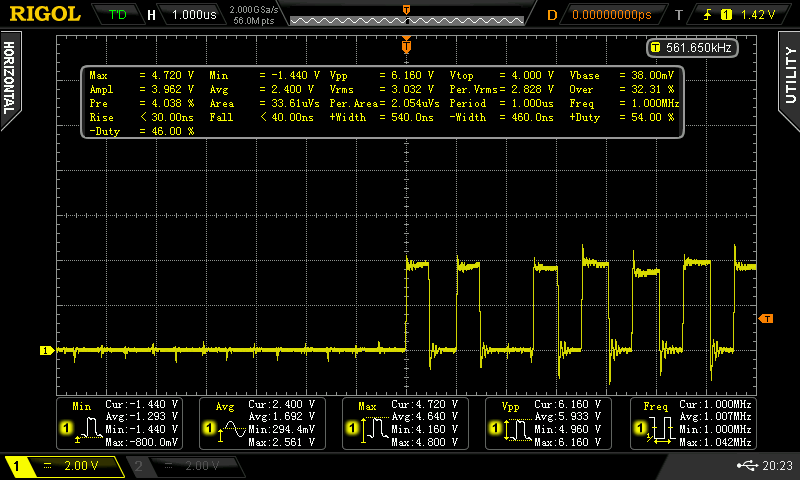 RIGOL T'D H 1.000us 2.000GSa/s 56.0M pts D 0.00000000ps T 1 1.42 V
HORIZONTAL
UTILITY
T
T 561.650kHz
Max = 4.720 V Min = -1.440 V Vpp = 6.160 V Vtop = 4.000 V Vbase = 38.00mV
Ampl = 3.962 V Avg = 2.400 V Vrms = 3.032 V Per.Vrms = 2.828 V Over = 32.31 %
Pre = 4.038 % Area = 33.61uVs Per.Area = 2.054uVs Period = 1.000us Freq = 1.000MHz
Rise < 30.00ns Fall < 40.00ns +Width = 540.0ns -Width = 460.0ns +Duty = 54.00 %
-Duty = 46.00 %
T
1
Min Cur:-1.440 V
Avg:-1.293 V
1 Min:-1.440 V
Max:-800.0mV
Avg Cur:2.400 V
Avg:1.692 V
1 Min:294.4mV
Max:2.561 V
Max Cur:4.720 V
Avg:4.640 V
1 Min:4.160 V
Max:4.800 V
Vpp Cur:6.160 V
Avg:5.933 V
1 Min:4.960 V
Max:6.160 V
Freq Cur:1.000MHz
Avg:1.007MHz
1 Min:1.000MHz
Max:1.042MHz
1 2.00 V 2 2.00 V 20:23